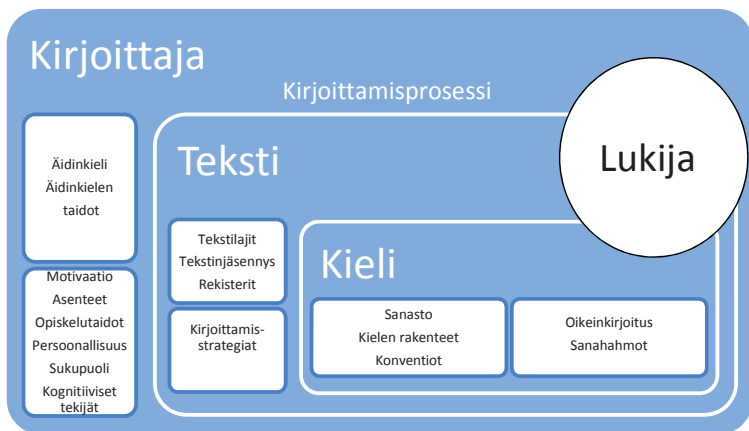 Kirjoittaja
Kirjoittamisprosessi
Lukija
Äidinkieli
Äidinkielen
taidot
Motivaatio
Asenteet
Opiskelutaidot
Persoonallisuus
Sukupuoli
Kognitiiviset
tekijät
Teksti
Tekstilajit
Tekstinjäsennys
Rekisterit
Kirjoittamis-
strategiat
Kieli
Sanasto
Kielen rakenteet
Konventiot
Oikeinkirjoitus
Sanahahmot